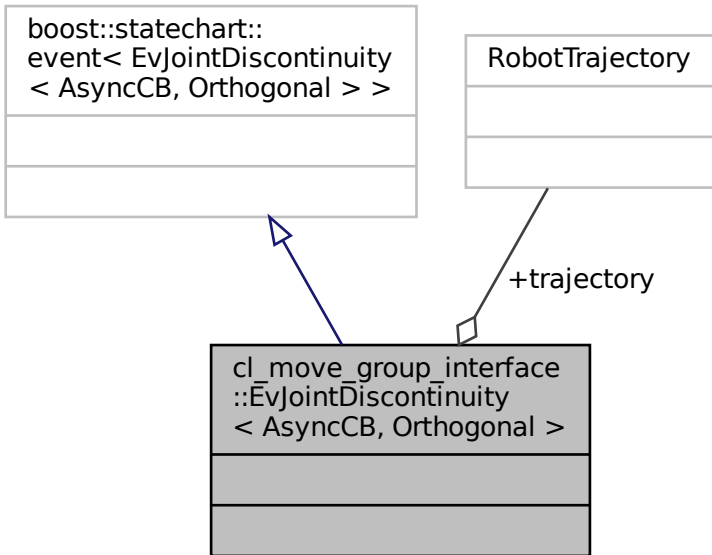 boost::statechart::
event< EvJointDiscontinuity
< AsyncCB, Orthogonal > >
RobotTrajectory
+trajectory
cl_move_group_interface
::EvJointDiscontinuity
< AsyncCB, Orthogonal >